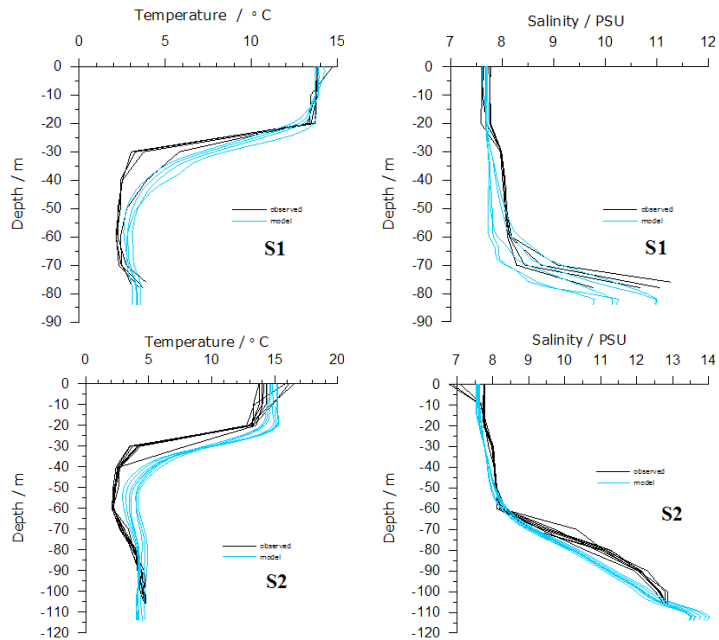 Temperature / °C
0 5 10 15
0
-10
-20
-30
-40
-50
-60
-70
-80
-90
Depth / m
observed
model
S1
Salinity / PSU
7 8 9 10 11 12
0
-10
-20
-30
-40
-50
-60
-70
-80
-90
Depth / m
observed
model
S1
Temperature / °C
0 5 10 15 20
0
-10
-20
-30
-40
-50
-60
-70
-80
-90
-100
-110
-120
Depth / m
observed
model
S2
Salinity / PSU
7 8 9 10 11 12 13 14
0
-10
-20
-30
-40
-50
-60
-70
-80
-90
-100
-110
-120
Depth / m
observed
model
S2